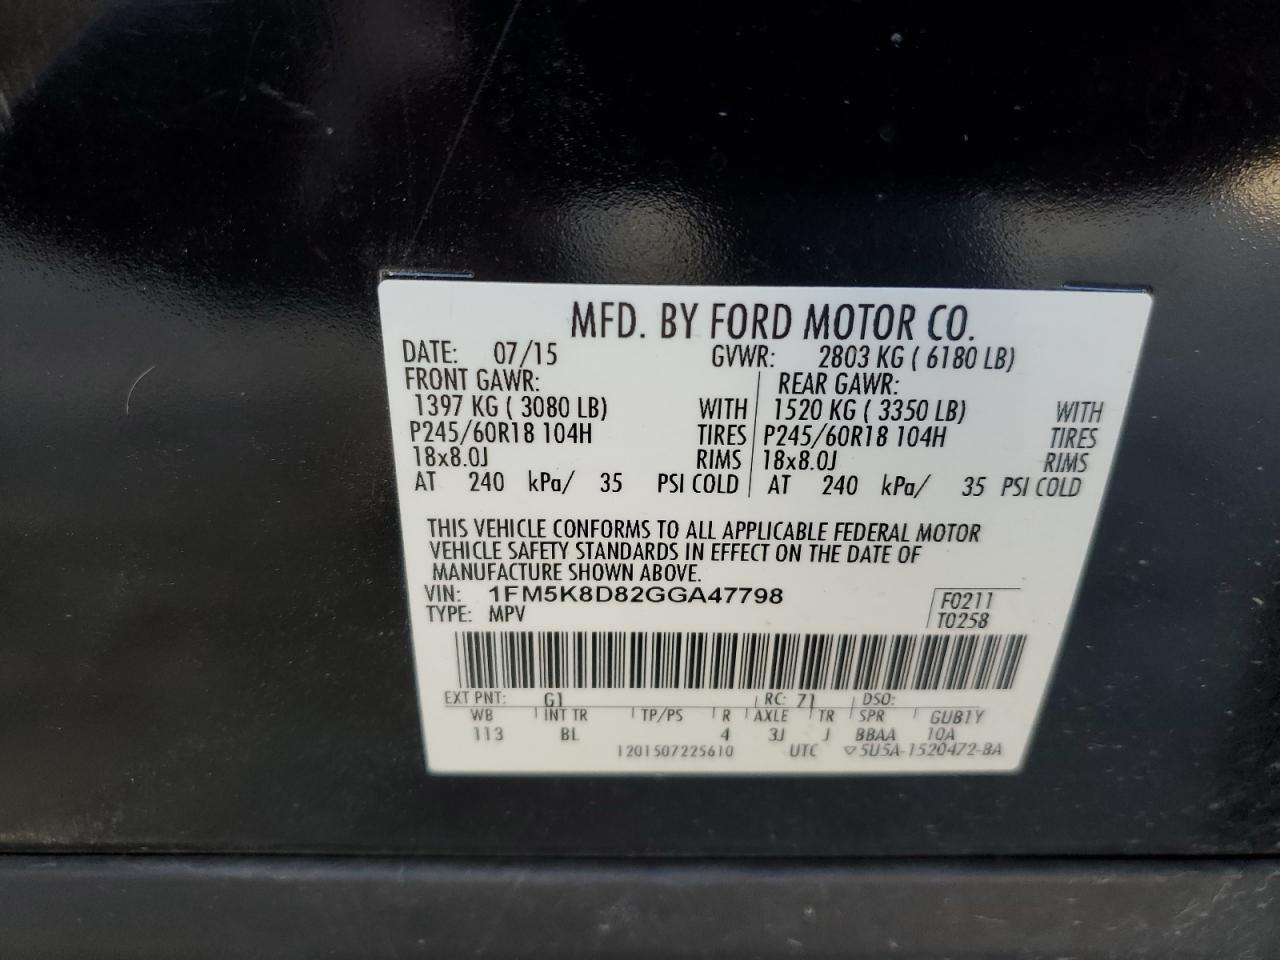 MFD. BY FORD MOTOR CO.
DATE: 07/15 GVWR: 2803 KG ( 6180 LB)
FRONT GAWR: REAR GAWR:
1397 KG ( 3080 LB) WITH 1520 KG ( 3350 LB) WITH
P245/60R18 104H TIRES P245/60R18 104H TIRES
18x8.0J RIMS 18x8.0J RIMS
AT 240 kPa/ 35 PSI COLD AT 240 kPa/ 35 PSI COLD
THIS VEHICLE CONFORMS TO ALL APPLICABLE FEDERAL MOTOR
VEHICLE SAFETY STANDARDS IN EFFECT ON THE DATE OF
MANUFACTURE SHOWN ABOVE.
VIN: 1FM5K8D82GGA47798 F0211
TYPE: MPV T0258
EXT PNT: G1 RC: 71 DSO:
WB INT TR TP/PS R AXLE TR SPR GUB1Y
113 BL 4 3J J BBAA 10A
1201507225610 UTC ▽5U5A-1520472-BA